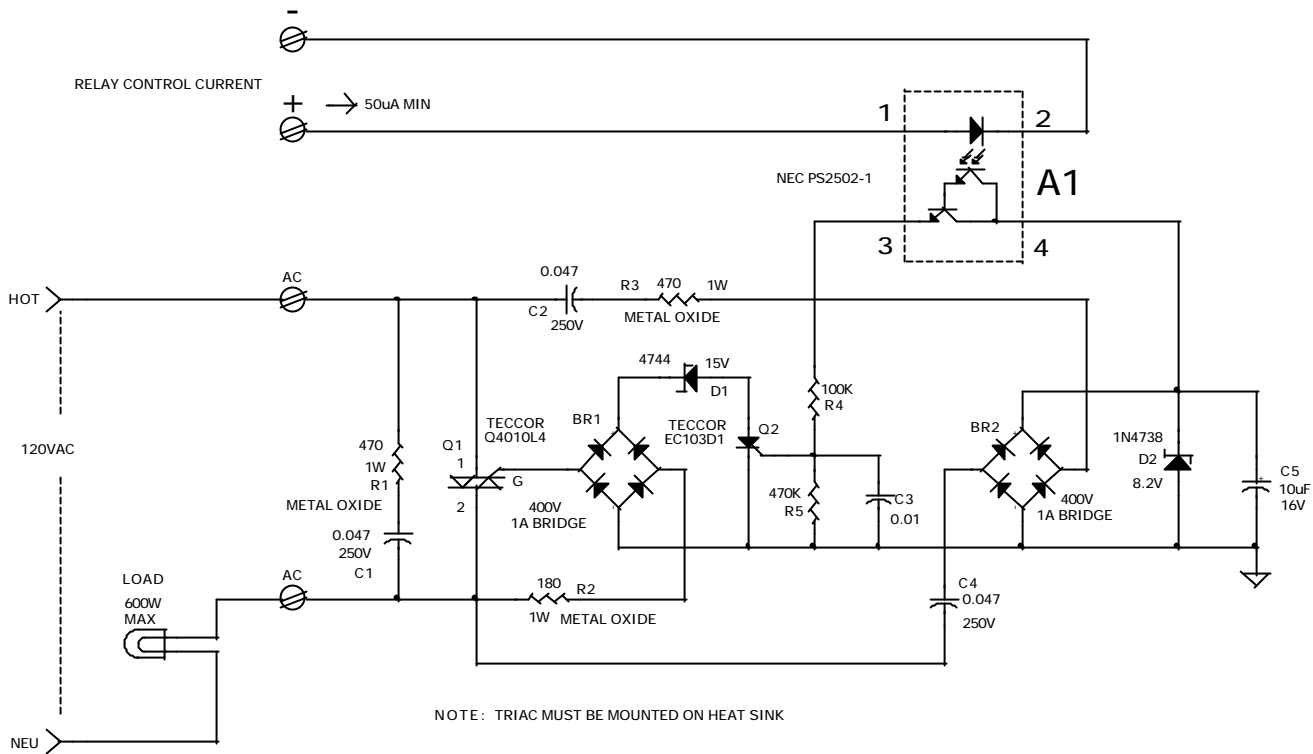 -
RELAY CONTROL CURRENT
+
50uA MIN
1
2
NEC PS2502-1
A1
3
4
HOT
AC
0.047
C2
250V
R3
470
1W
METAL OXIDE
4744
15V
D1
100K
R4
120VAC
470
1W
R1
METAL OXIDE
TECCOR
Q4010L4
Q1
1
G
2
BR1
+
-
400V
1A BRIDGE
TECCOR
EC103D1
Q2
470K
R5
C3
0.01
BR2
+
-
400V
1A BRIDGE
1N4738
D2
8.2V
+
C5
10uF
16V
0.047
250V
C1
LOAD
600W
MAX
AC
180
R2
1W
METAL OXIDE
C4
0.047
250V
NEU
NOTE: TRIAC MUST BE MOUNTED ON HEAT SINK